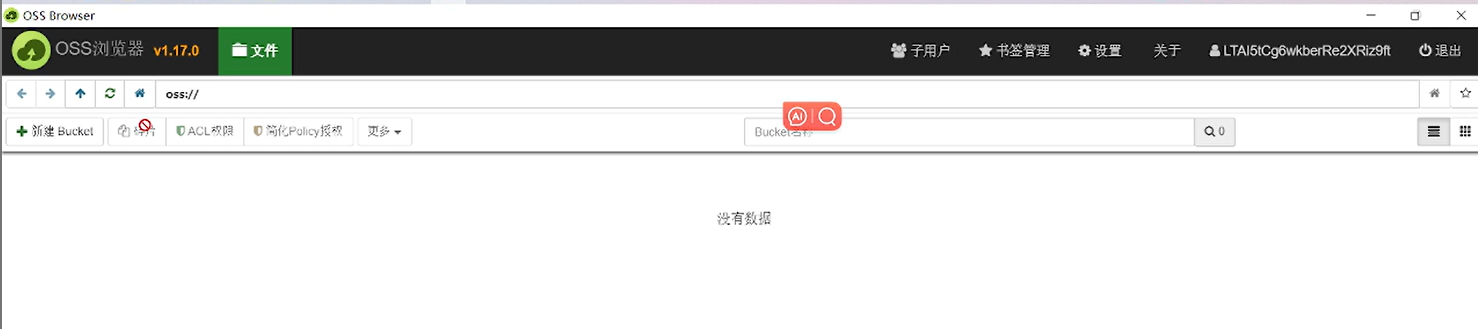 OSS Browser
OSS浏览器 v1.17.0 文件 子用户 书签管理 设置 关于 LTAI5tCg6wkberRe2XRiz9ft 退出
oss://
新建 Bucket 碎片 ACL权限 简化Policy授权 更多 AI Bucket名称 0
没有数据